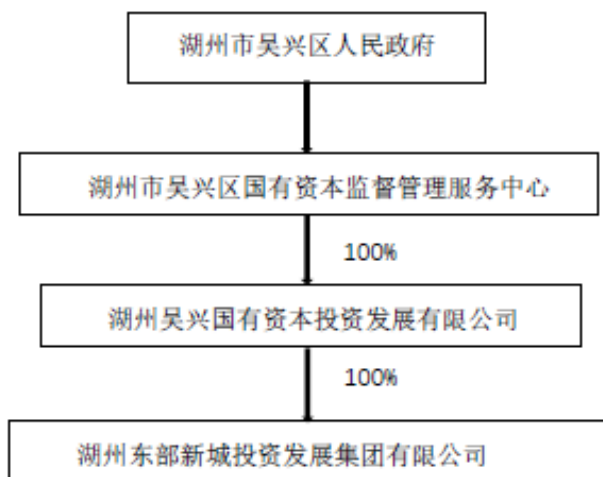 湖州市吴兴区人民政府
湖州市吴兴区国有资本监督管理服务中心
100%
湖州吴兴国有资本投资发展有限公司
100%
湖州东部新城投资发展集团有限公司